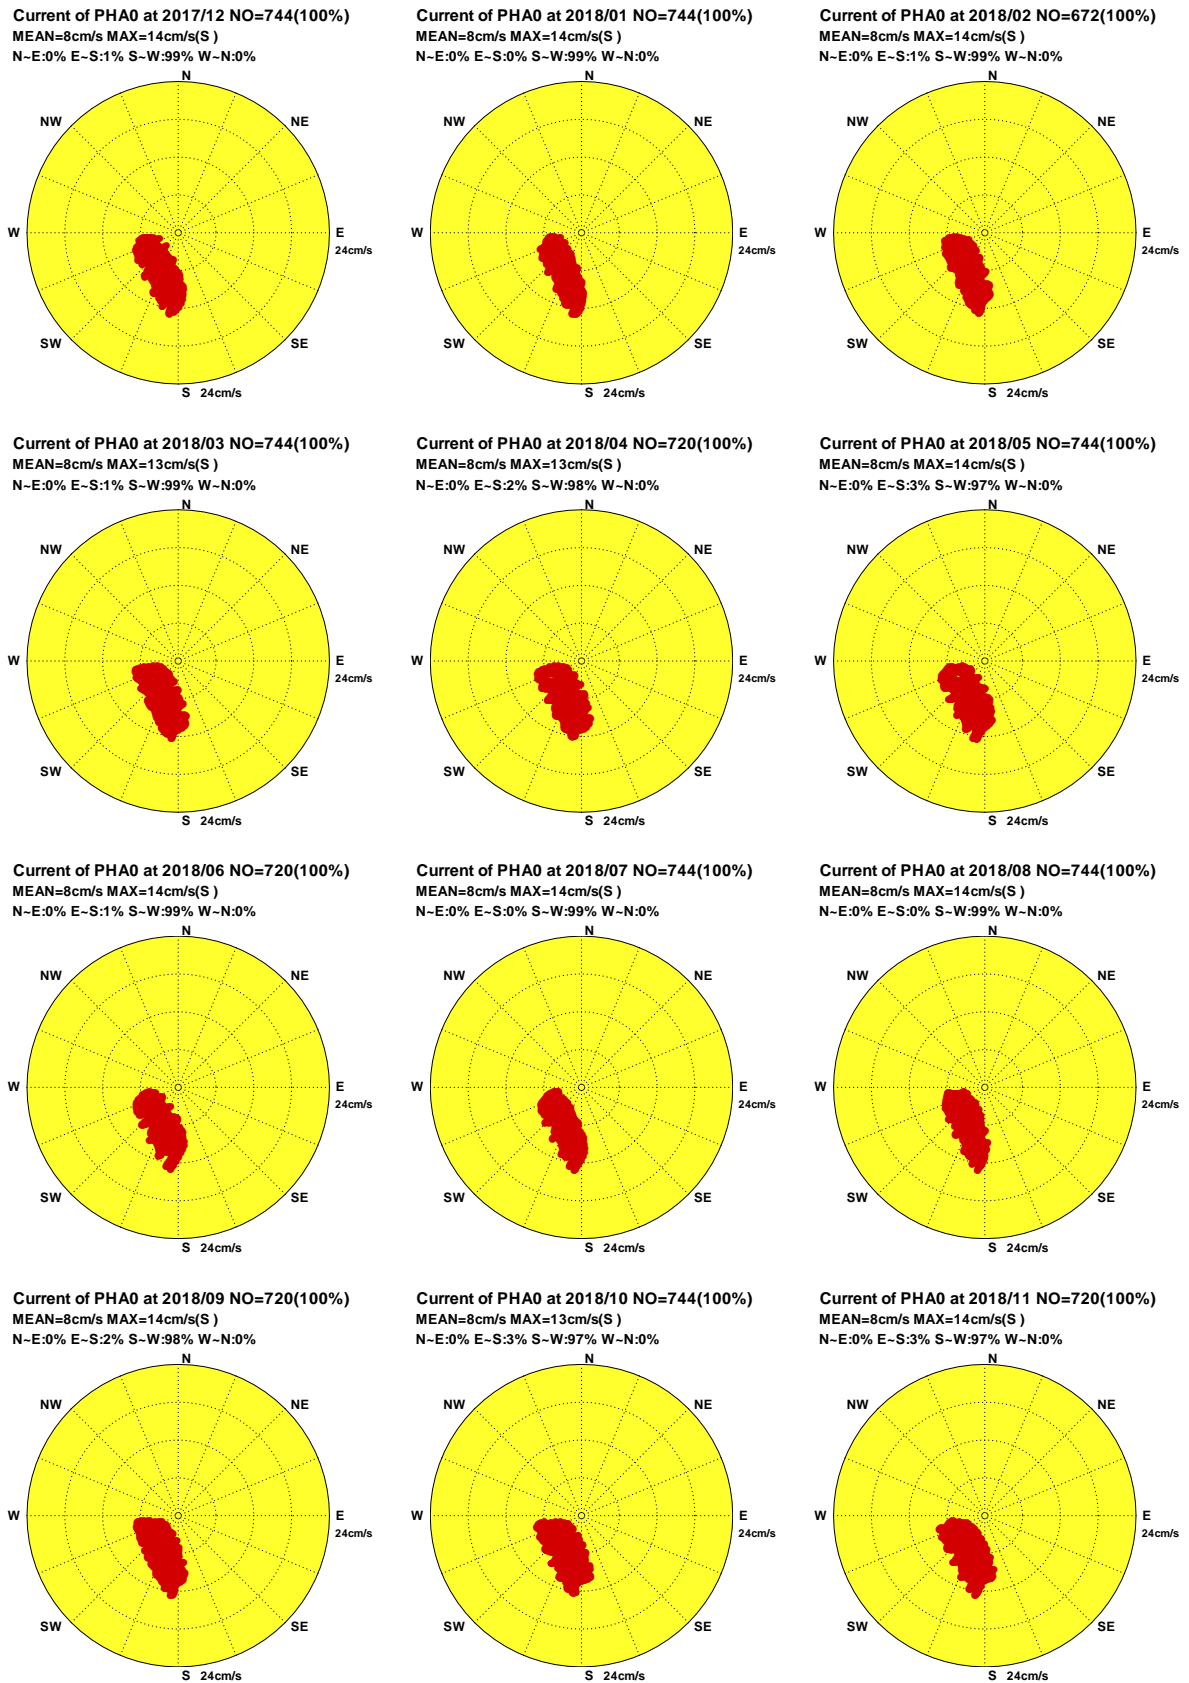 Current of PHA0 at 2017/12 NO=744(100%)
MEAN=8cm/s MAX=14cm/s(S )
N~E:0% E~S:1% S~W:99% W~N:0%
N
NW
NE
W
E
24cm/s
SW
SE
S 24cm/s
Current of PHA0 at 2018/01 NO=744(100%)
MEAN=8cm/s MAX=14cm/s(S )
N~E:0% E~S:0% S~W:99% W~N:0%
N
NW
NE
W
E
24cm/s
SW
SE
S 24cm/s
Current of PHA0 at 2018/02 NO=672(100%)
MEAN=8cm/s MAX=14cm/s(S )
N~E:0% E~S:1% S~W:99% W~N:0%
N
NW
NE
W
E
24cm/s
SW
SE
S 24cm/s
Current of PHA0 at 2018/03 NO=744(100%)
MEAN=8cm/s MAX=13cm/s(S )
N~E:0% E~S:1% S~W:99% W~N:0%
N
NW
NE
W
E
24cm/s
SW
SE
S 24cm/s
Current of PHA0 at 2018/04 NO=720(100%)
MEAN=8cm/s MAX=13cm/s(S )
N~E:0% E~S:2% S~W:98% W~N:0%
N
NW
NE
W
E
24cm/s
SW
SE
S 24cm/s
Current of PHA0 at 2018/05 NO=744(100%)
MEAN=8cm/s MAX=14cm/s(S )
N~E:0% E~S:3% S~W:97% W~N:0%
N
NW
NE
W
E
24cm/s
SW
SE
S 24cm/s
Current of PHA0 at 2018/06 NO=720(100%)
MEAN=8cm/s MAX=14cm/s(S )
N~E:0% E~S:1% S~W:99% W~N:0%
N
NW
NE
W
E
24cm/s
SW
SE
S 24cm/s
Current of PHA0 at 2018/07 NO=744(100%)
MEAN=8cm/s MAX=14cm/s(S )
N~E:0% E~S:0% S~W:99% W~N:0%
N
NW
NE
W
E
24cm/s
SW
SE
S 24cm/s
Current of PHA0 at 2018/08 NO=744(100%)
MEAN=8cm/s MAX=14cm/s(S )
N~E:0% E~S:0% S~W:99% W~N:0%
N
NW
NE
W
E
24cm/s
SW
SE
S 24cm/s
Current of PHA0 at 2018/09 NO=720(100%)
MEAN=8cm/s MAX=14cm/s(S )
N~E:0% E~S:2% S~W:98% W~N:0%
N
NW
NE
W
E
24cm/s
SW
SE
S 24cm/s
Current of PHA0 at 2018/10 NO=744(100%)
MEAN=8cm/s MAX=13cm/s(S )
N~E:0% E~S:3% S~W:97% W~N:0%
N
NW
NE
W
E
24cm/s
SW
SE
S 24cm/s
Current of PHA0 at 2018/11 NO=720(100%)
MEAN=8cm/s MAX=14cm/s(S )
N~E:0% E~S:3% S~W:97% W~N:0%
N
NW
NE
W
E
24cm/s
SW
SE
S 24cm/s